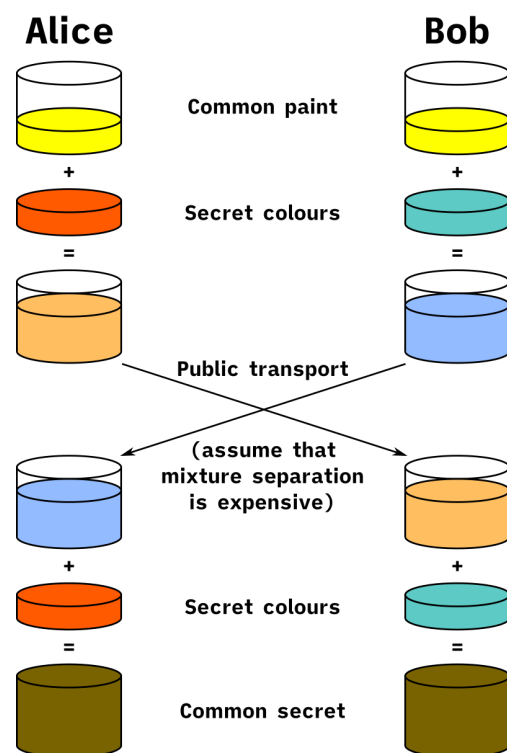 Alice
Bob
Common paint
+
+
Secret colours
=
=
Public transport
(assume that
mixture separation
is expensive)
+
+
Secret colours
=
=
Common secret